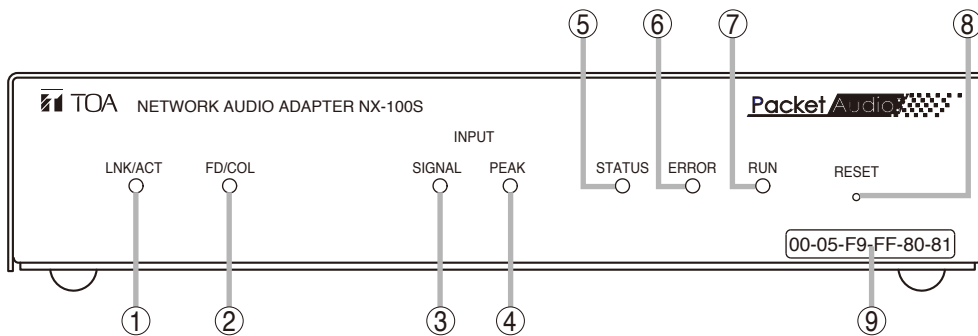 ⑤ ⑥ ⑦ ⑧
TOA NETWORK AUDIO ADAPTER NX-100S
Packet Audio
INPUT
LNK/ACT FD/COL SIGNAL PEAK STATUS ERROR RUN RESET
00-05-F9-FF-80-81
① ② ③ ④ ⑨